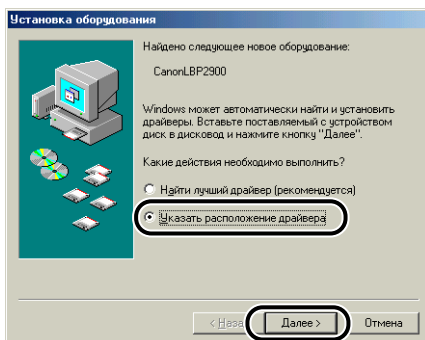 Установка оборудования
Найдено следующее новое оборудование:
CanonLBP2900
Windows может автоматически найти и установить
драйверы. Вставьте поставляемый с устройством
диск в дисковод и нажмите кнопку "Далее".
Какие действия необходимо выполнить?
Найти лучший драйвер (рекомендуется)
Указать расположение драйвера
< Наза Далее > Отмена